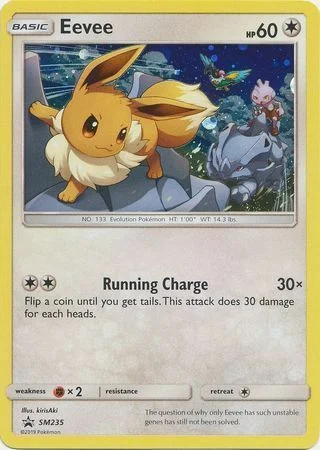 BASIC Eevee HP60
NO. 133 Evolution Pokémon HT: 1'00" WT: 14.3 lbs.
Running Charge 30×
Flip a coin until you get tails. This attack does 30 damage
for each heads.
weakness × 2 resistance retreat
Illus. kirisAki
SM235
©2019 Pokémon
The question of why only Eevee has such unstable
genes has still not been solved.